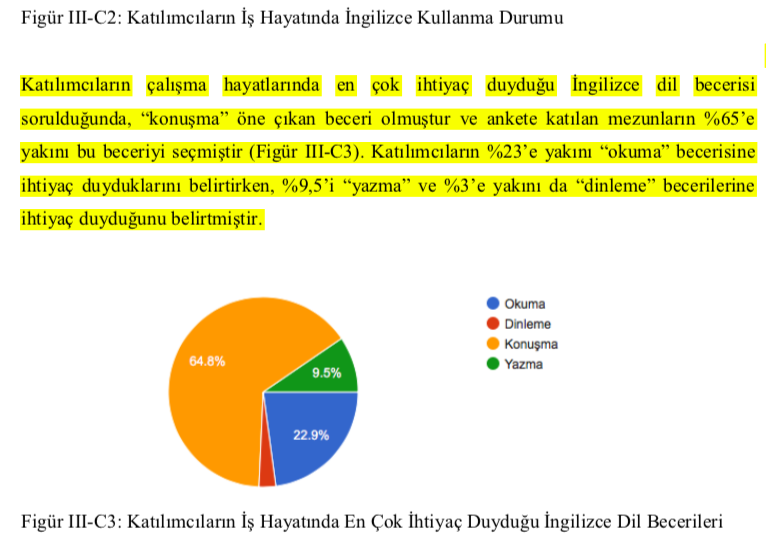 Figür III-C2: Katılımcıların İş Hayatında İngilizce Kullanma Durumu
Katılımcıların çalışma hayatlarında en çok ihtiyaç duyduğu İngilizce dil becerisi
sorulduğunda, “konuşma” öne çıkan beceri olmuştur ve ankete katılan mezunların %65’e
yakını bu beceriyi seçmiştir (Figür III-C3). Katılımcıların %23’e yakını “okuma” becerisine
ihtiyaç duyduklarını belirtirken, %9,5’i “yazma” ve %3’e yakını da “dinleme” becerilerine
ihtiyaç duyduğunu belirtmiştir.
Okuma
Dinleme
Konuşma
Yazma
64.8%
9.5%
22.9%
Figür III-C3: Katılımcıların İş Hayatında En Çok İhtiyaç Duyduğu İngilizce Dil Becerileri